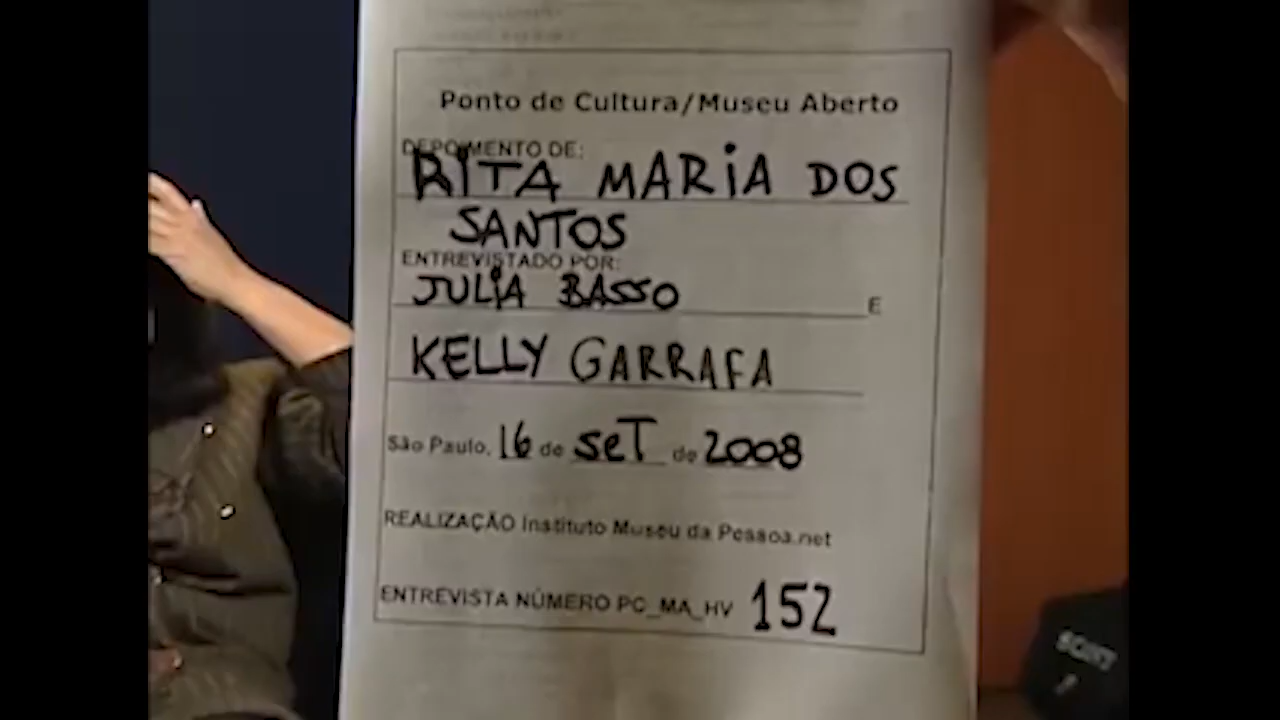 Ponto de Cultura/Museu Aberto
DEPOIMENTO DE:
RITA MARIA DOS
SANTOS
ENTREVISTADO POR:
JULIA BASSO E
KELLY GARRAFA
São Paulo, 16 de SET de 2008
REALIZAÇÃO Instituto Museu da Pessoa.net
ENTREVISTA NÚMERO PC_MA_HV 152